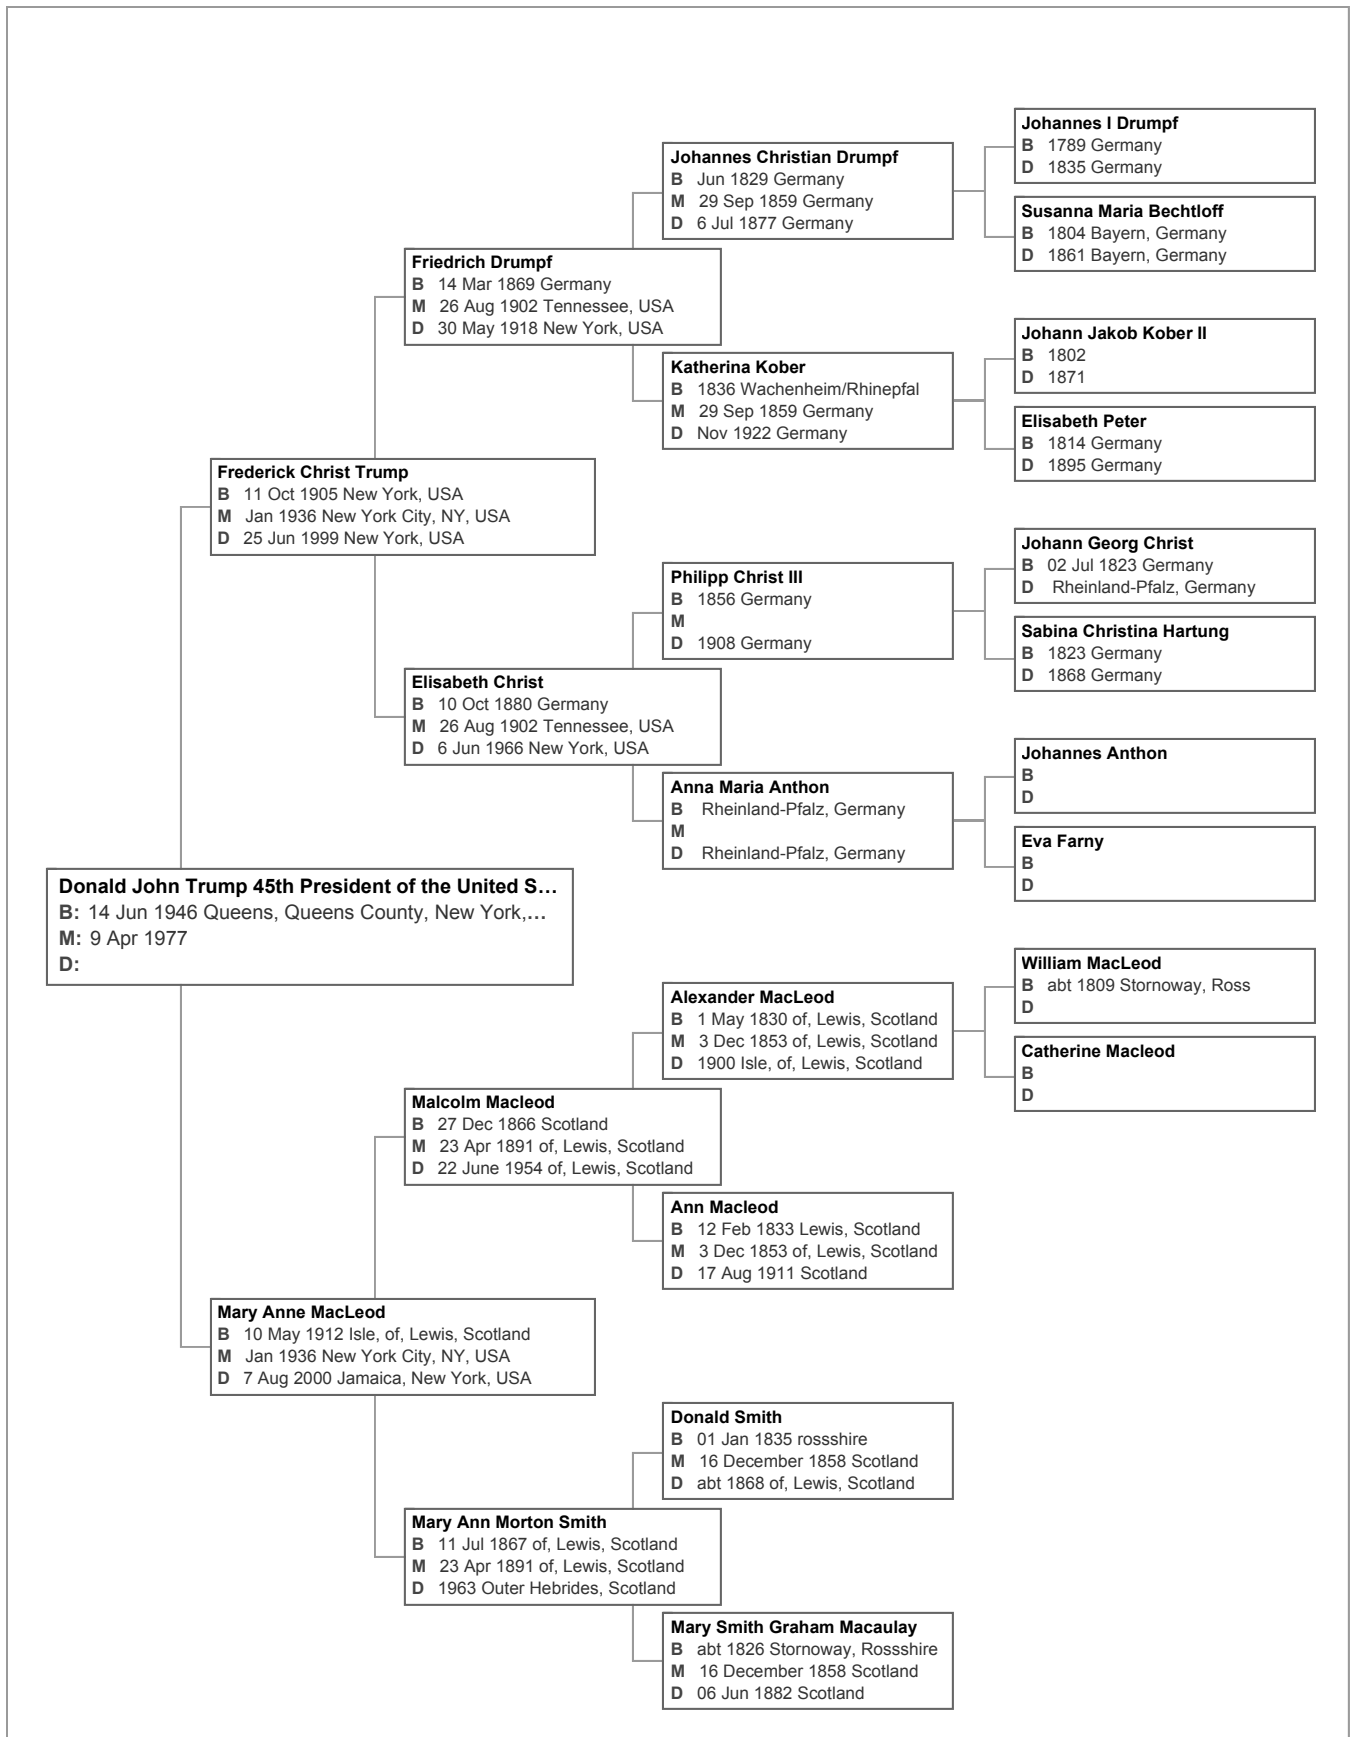 Johannes I Drumpf
B 1789 Germany
D 1835 Germany
Johannes Christian Drumpf
B Jun 1829 Germany
M 29 Sep 1859 Germany
D 6 Jul 1877 Germany
Susanna Maria Bechtloff
B 1804 Bayern, Germany
D 1861 Bayern, Germany
Friedrich Drumpf
B 14 Mar 1869 Germany
M 26 Aug 1902 Tennessee, USA
D 30 May 1918 New York, USA
Johann Jakob Kober II
B 1802
D 1871
Katherina Kober
B 1836 Wachenheim/Rhinepfal
M 29 Sep 1859 Germany
D Nov 1922 Germany
Elisabeth Peter
B 1814 Germany
D 1895 Germany
Frederick Christ Trump
B 11 Oct 1905 New York, USA
M Jan 1936 New York City, NY, USA
D 25 Jun 1999 New York, USA
Johann Georg Christ
B 02 Jul 1823 Germany
D Rheinland-Pfalz, Germany
Philipp Christ III
B 1856 Germany
M
D 1908 Germany
Sabina Christina Hartung
B 1823 Germany
D 1868 Germany
Elisabeth Christ
B 10 Oct 1880 Germany
M 26 Aug 1902 Tennessee, USA
D 6 Jun 1966 New York, USA
Johannes Anthon
B
D
Anna Maria Anthon
B Rheinland-Pfalz, Germany
M
D Rheinland-Pfalz, Germany
Eva Farny
B
D
Donald John Trump 45th President of the United S...
B: 14 Jun 1946 Queens, Queens County, New York,...
M: 9 Apr 1977
D:
William MacLeod
B abt 1809 Stornoway, Ross
D
Alexander MacLeod
B 1 May 1830 of, Lewis, Scotland
M 3 Dec 1853 of, Lewis, Scotland
D 1900 Isle, of, Lewis, Scotland
Catherine Macleod
B
D
Malcolm Macleod
B 27 Dec 1866 Scotland
M 23 Apr 1891 of, Lewis, Scotland
D 22 June 1954 of, Lewis, Scotland
Ann Macleod
B 12 Feb 1833 Lewis, Scotland
M 3 Dec 1853 of, Lewis, Scotland
D 17 Aug 1911 Scotland
Mary Anne MacLeod
B 10 May 1912 Isle, of, Lewis, Scotland
M Jan 1936 New York City, NY, USA
D 7 Aug 2000 Jamaica, New York, USA
Donald Smith
B 01 Jan 1835 rossshire
M 16 December 1858 Scotland
D abt 1868 of, Lewis, Scotland
Mary Ann Morton Smith
B 11 Jul 1867 of, Lewis, Scotland
M 23 Apr 1891 of, Lewis, Scotland
D 1963 Outer Hebrides, Scotland
Mary Smith Graham Macaulay
B abt 1826 Stornoway, Rossshire
M 16 December 1858 Scotland
D 06 Jun 1882 Scotland